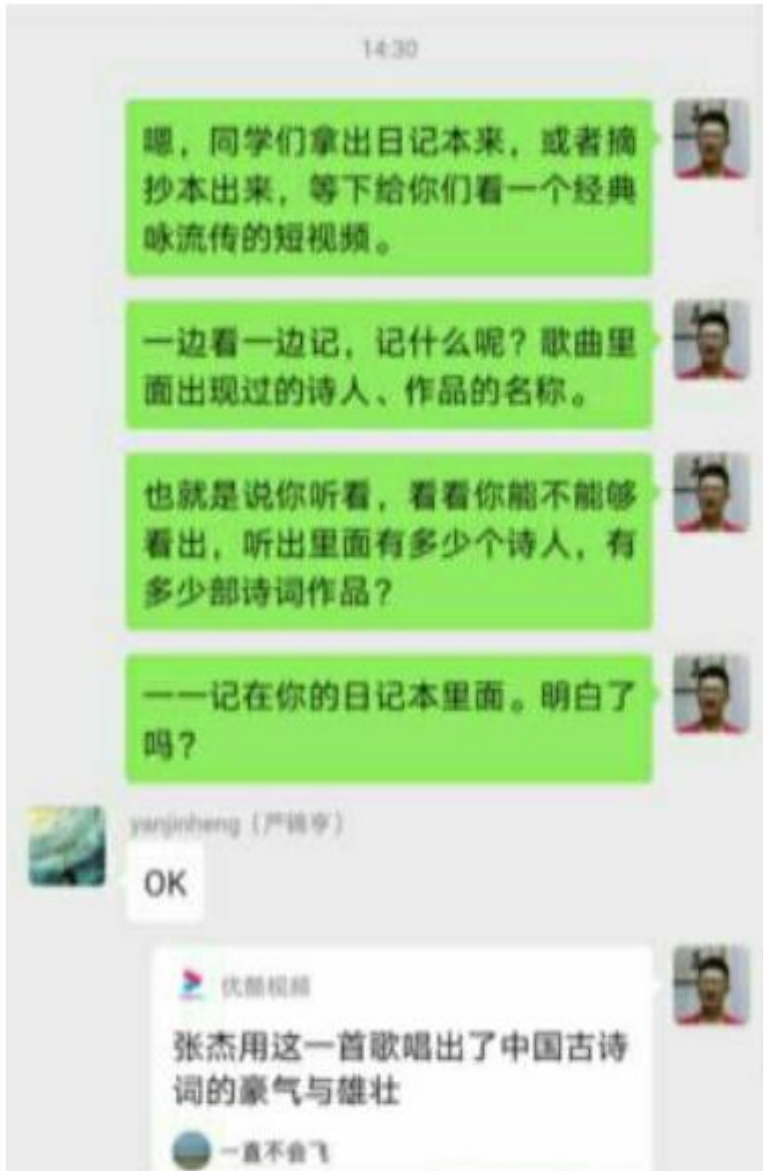 14:30
嗯，同学们拿出日记本来，或者摘
抄本出来，等下给你们看一个经典
咏流传的短视频。
一边看一边记，记什么呢？歌曲里
面出现过的诗人、作品的名称。
也就是说你听看，看看你能不能够
看出，听出里面有多少个诗人，有
多少部诗词作品？
一一记在你的日记本里面。明白了
吗？
yanjinheng
OK
优酷视频
张杰用这一首歌唱出了中国古诗
词的豪气与雄壮
一直不会飞